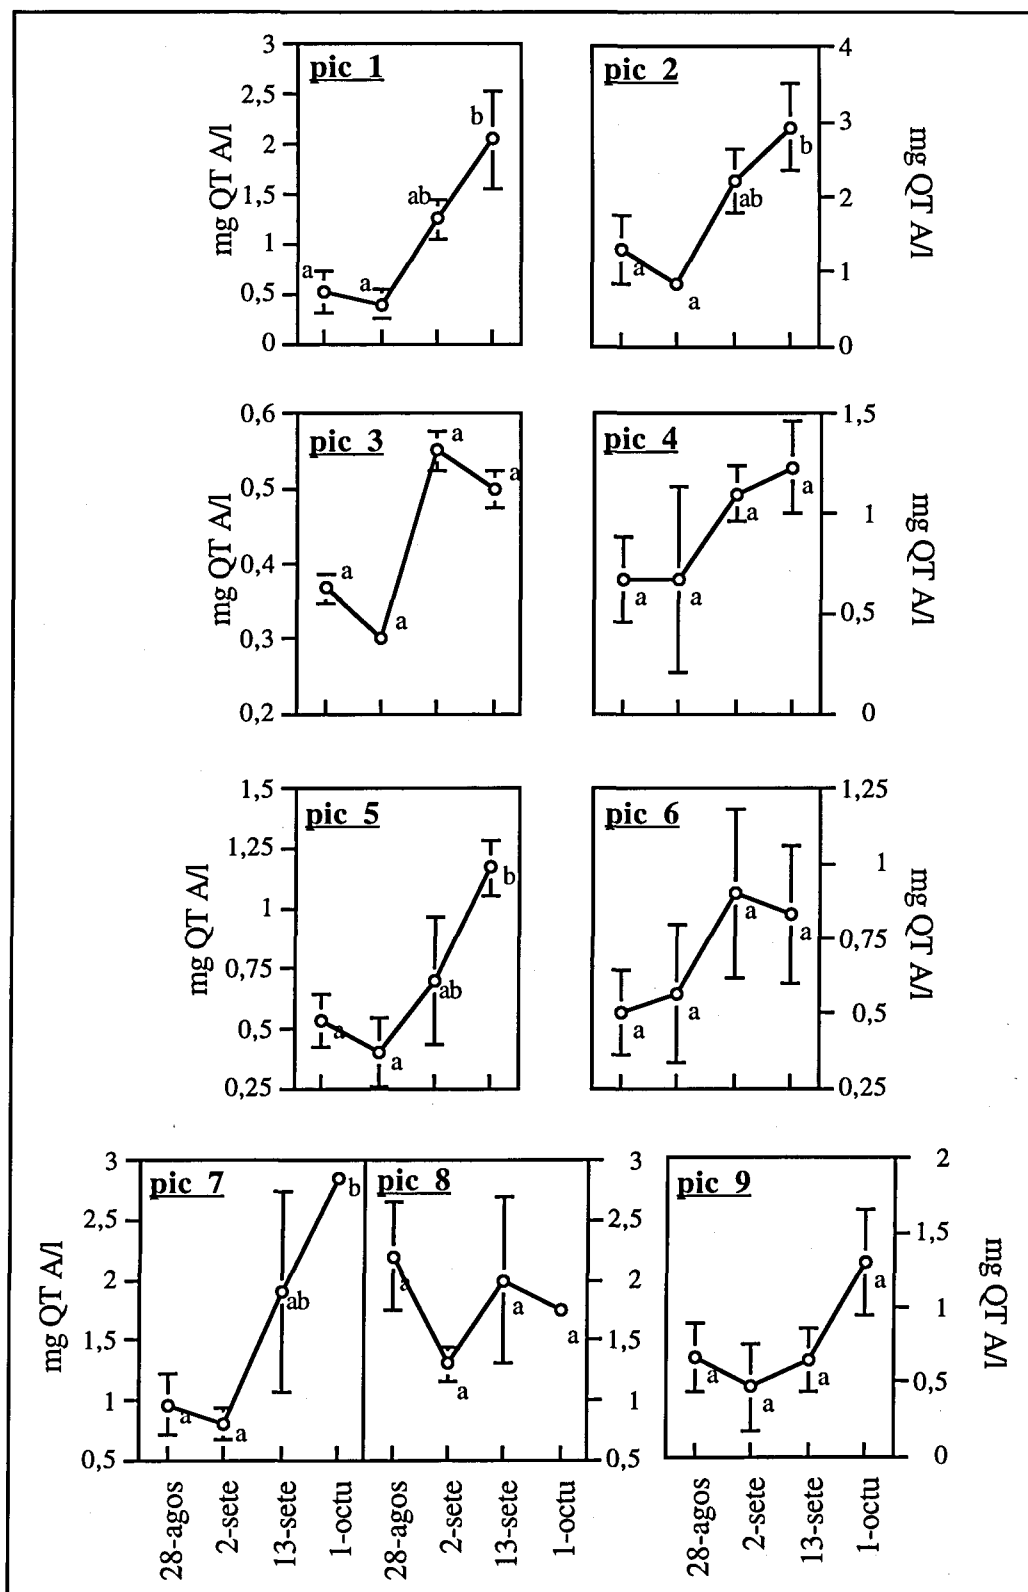 pic 1
3
2,5
2
1,5
1
0,5
0
mg QT A/l
a
a
ab
b
pic 2
4
3
2
1
0
mg QT A/l
a
a
ab
b
pic 3
0,6
0,5
0,4
0,3
0,2
mg QT A/l
a
a
a
a
pic 4
1,5
1
0,5
0
mg QT A/l
a
a
a
a
pic 5
1,5
1,25
1
0,75
0,5
0,25
mg QT A/l
a
a
ab
b
pic 6
1,25
1
0,75
0,5
0,25
mg QT A/l
a
a
a
a
pic 7
3
2,5
2
1,5
1
0,5
mg QT A/l
a
a
ab
b
28-agos
2-sete
13-sete
1-octu
pic 8
3
2,5
2
1,5
1
0,5
a
a
a
a
28-agos
2-sete
13-sete
1-octu
pic 9
2
1,5
1
0,5
0
mg QT A/l
a
a
a
a
28-agos
2-sete
13-sete
1-octu